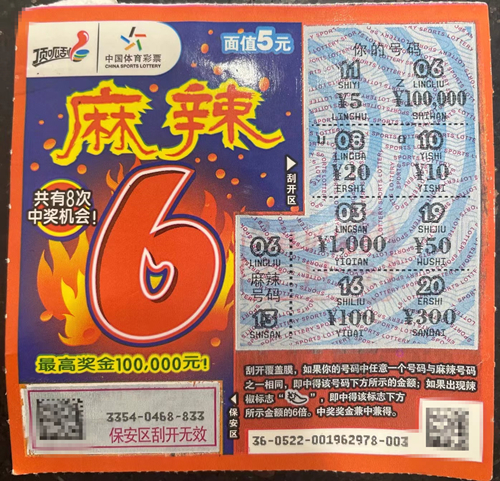 顶呱刮
中国体育彩票
CHINA SPORTS LOTTERY
面值5元
麻辣
6
共有8次
中奖机会!
刮开区
你的号码
11 06
SHIYI LINGLIU
¥5 ¥100,000
LINGWU SHIWAN
08 10
LINGBA YISHI
¥20 ¥10
ERSHI YISHI
03 19
LINGSAN SHIJIU
¥1,000 ¥50
YIQIAN WUSHI
16 20
SHILIU ERSHI
¥100 ¥300
YIBAI SANBAI
06
LINGLIU
麻辣
号码
13
SHISAN
最高奖金100,000元!
3354-0468-833
保安区刮开无效
保安区
刮开覆盖膜,如果你的号码中任意一个号码与麻辣号码
之一相同,即中得该号码下方所示的金额;如果出现辣
椒标志“ ”,即中得该标志下方
所示金额的6倍。中奖奖金兼中兼得。
36-0522-001962978-003